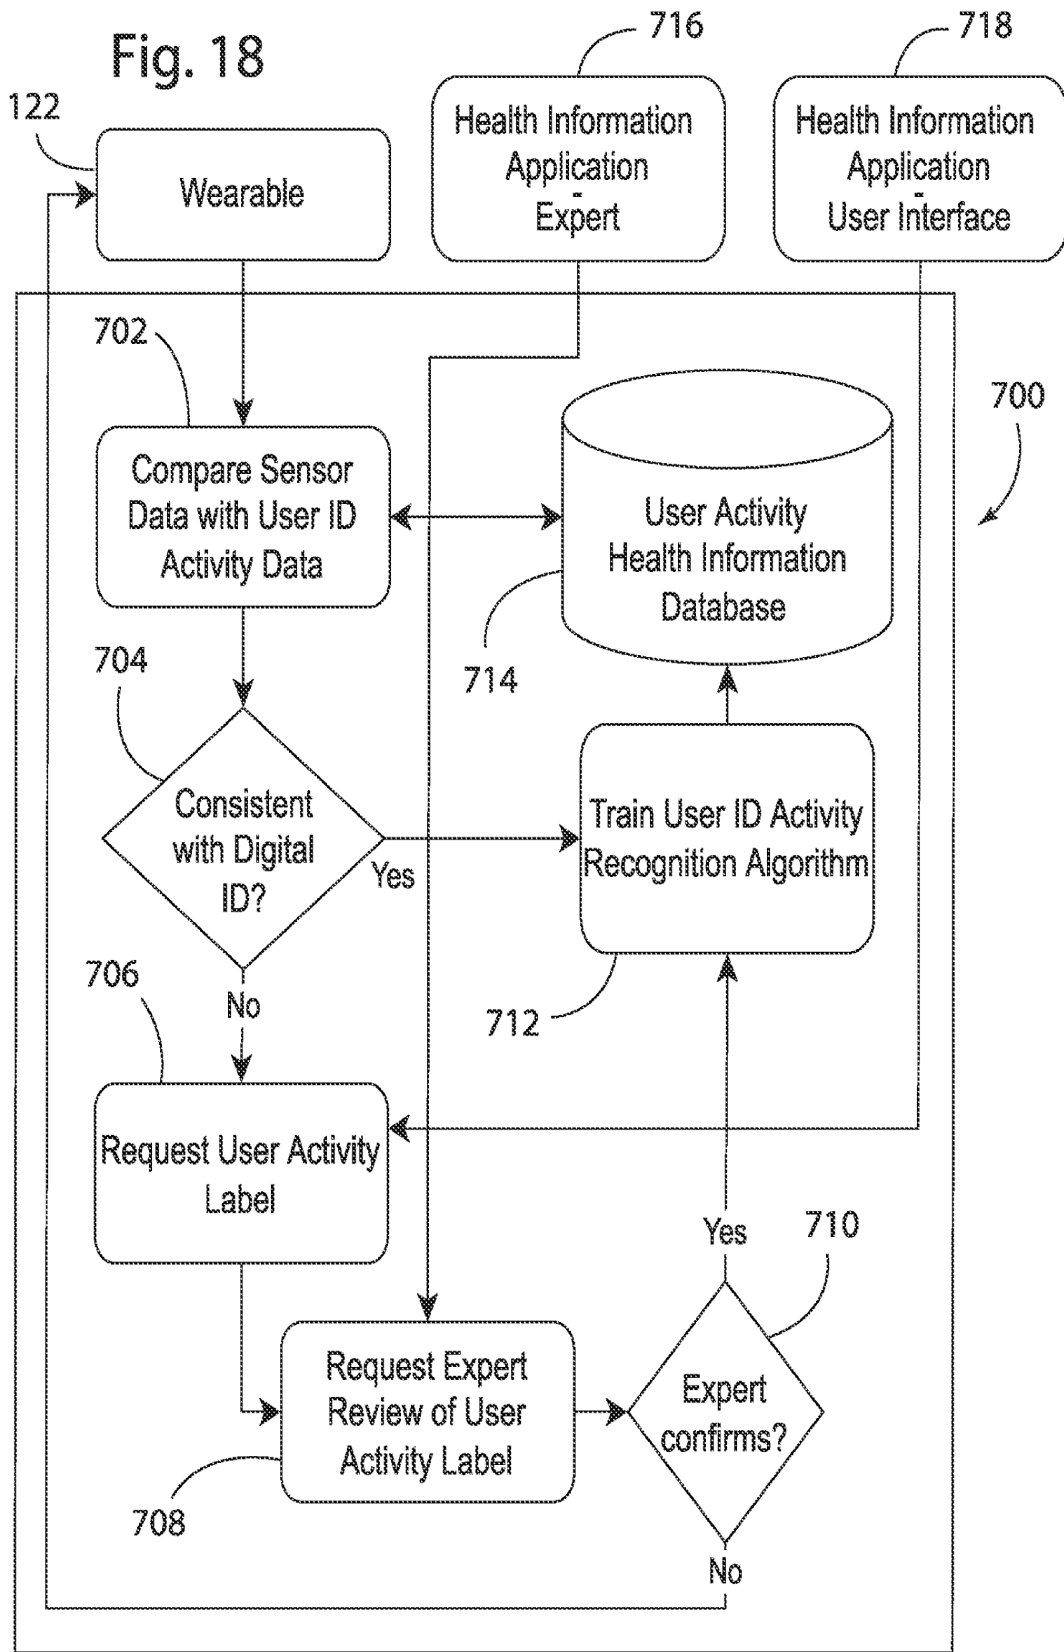 Fig. 18
716
718
122
Wearable
Health Information
Application
-
Expert
Health Information
Application
-
User Interface
702
700
Compare Sensor
Data with User ID
Activity Data
User Activity
Health Information
Database
714
704
Consistent
with Digital
ID?
Yes
Train User ID Activity
Recognition Algorithm
712
No
706
Request User Activity
Label
Yes
710
Request Expert
Review of User
Activity Label
708
Expert
confirms?
No